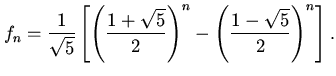 $f_n = \frac{1}{\sqrt{5}} \left[ \left( \frac{1+\sqrt{5}}{2} \right)^n - \left( \frac{1-\sqrt{5}}{2} \right)^n \right].$